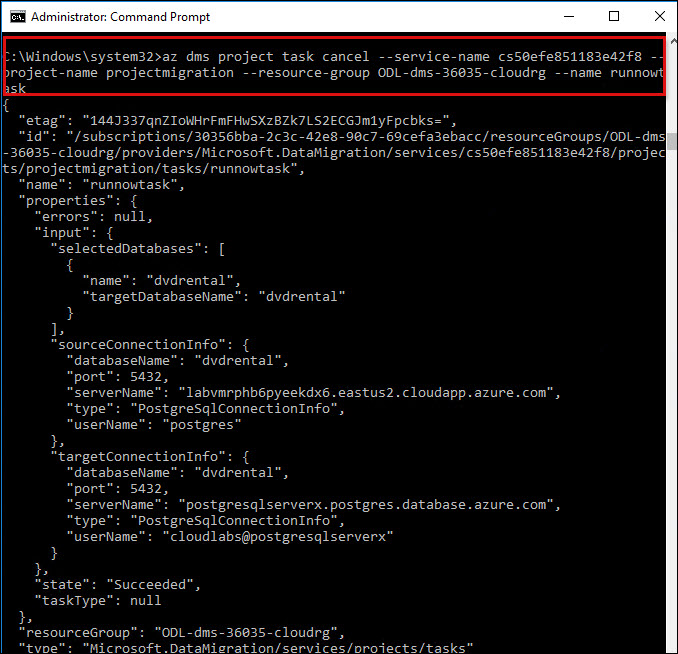 Administrator: Command Prompt
C:\Windows\system32>az dms project task cancel --service-name cs50efe851183e42f8 --
project-name projectmigration --resource-group ODL-dms-36035-cloudrg --name runnowt
ask
{
  "etag": "144J337qnZIoWHrFmFHwSXzBZk7LS2ECGJm1yFpcbks=",
  "id": "/subscriptions/30356bba-2c3c-42e8-90c7-69cefa3ebacc/resourceGroups/ODL-dms
-36035-cloudrg/providers/Microsoft.DataMigration/services/cs50efe851183e42f8/projec
ts/projectmigration/tasks/runnowtask",
  "name": "runnowtask",
  "properties": {
    "errors": null,
    "input": {
      "selectedDatabases": [
        {
          "name": "dvdrental",
          "targetDatabaseName": "dvdrental"
        }
      ],
      "sourceConnectionInfo": {
        "databaseName": "dvdrental",
        "port": 5432,
        "serverName": "labvmrphb6pyeekdx6.eastus2.cloudapp.azure.com",
        "type": "PostgreSqlConnectionInfo",
        "userName": "postgres"
      },
      "targetConnectionInfo": {
        "databaseName": "dvdrental",
        "port": 5432,
        "serverName": "postgresqlserverx.postgres.database.azure.com",
        "type": "PostgreSqlConnectionInfo",
        "userName": "cloudlabs@postgresqlserverx"
      }
    },
    "state": "Succeeded",
    "taskType": null
  },
  "resourceGroup": "ODL-dms-36035-cloudrg",
  "type": "Microsoft.DataMigration/services/projects/tasks"